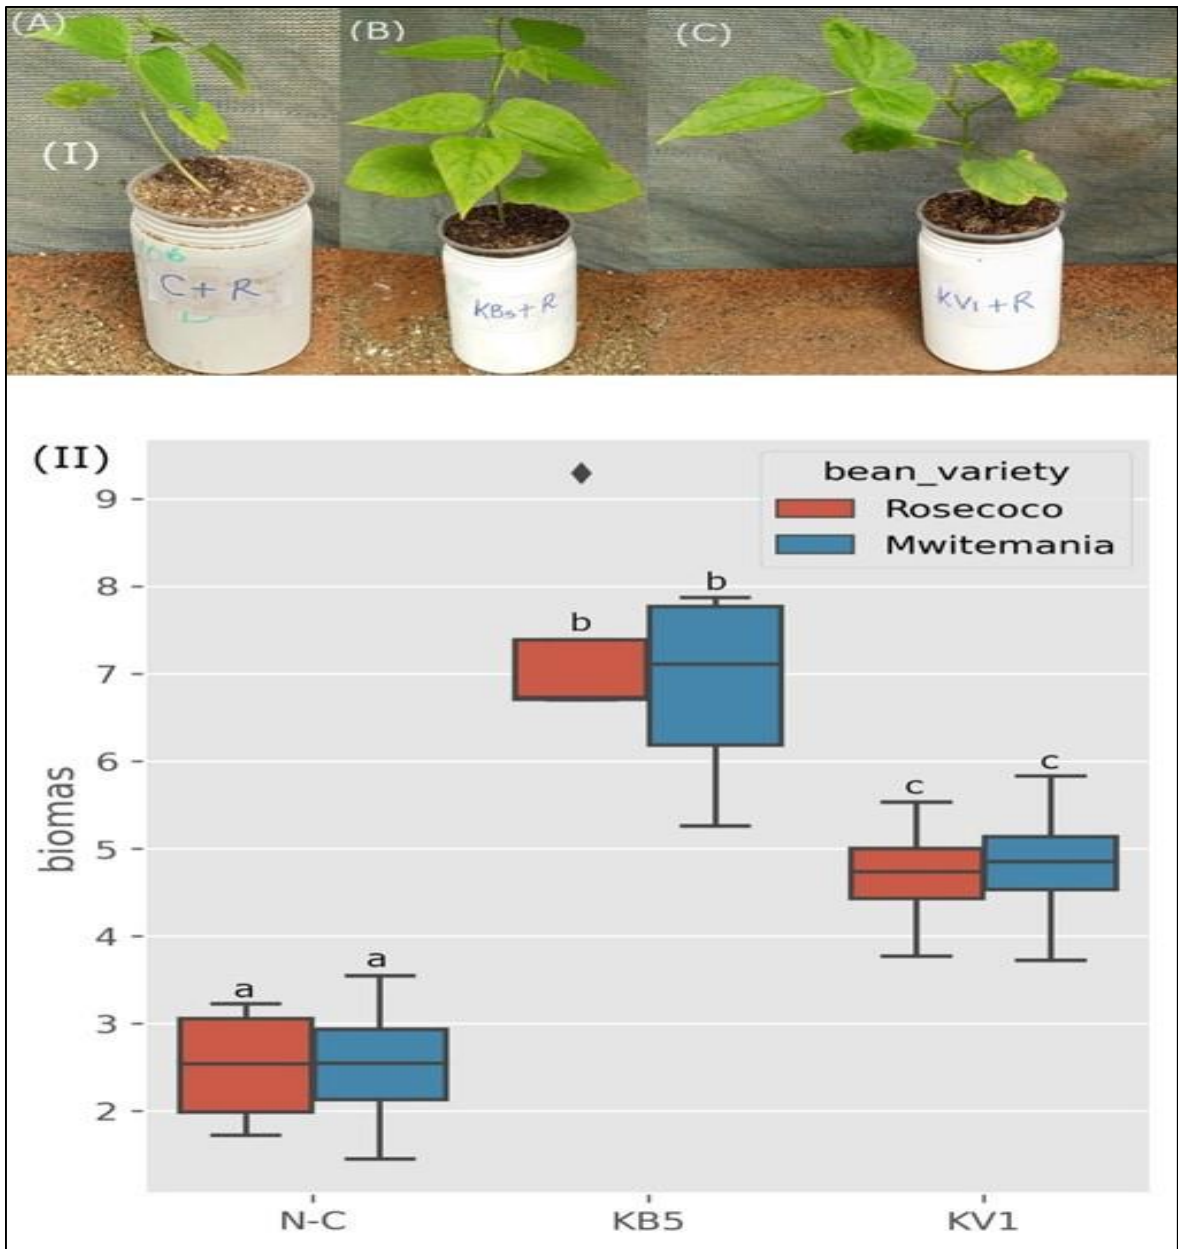 (A)
(B)
(C)
(I)
C+R
KB5+R
KV1+R
(II)
bean_variety
Rosecoco
Mwitemania
9
8
7
6
5
4
3
2
biomas
a
a
b
b
c
c
N-C
KB5
KV1